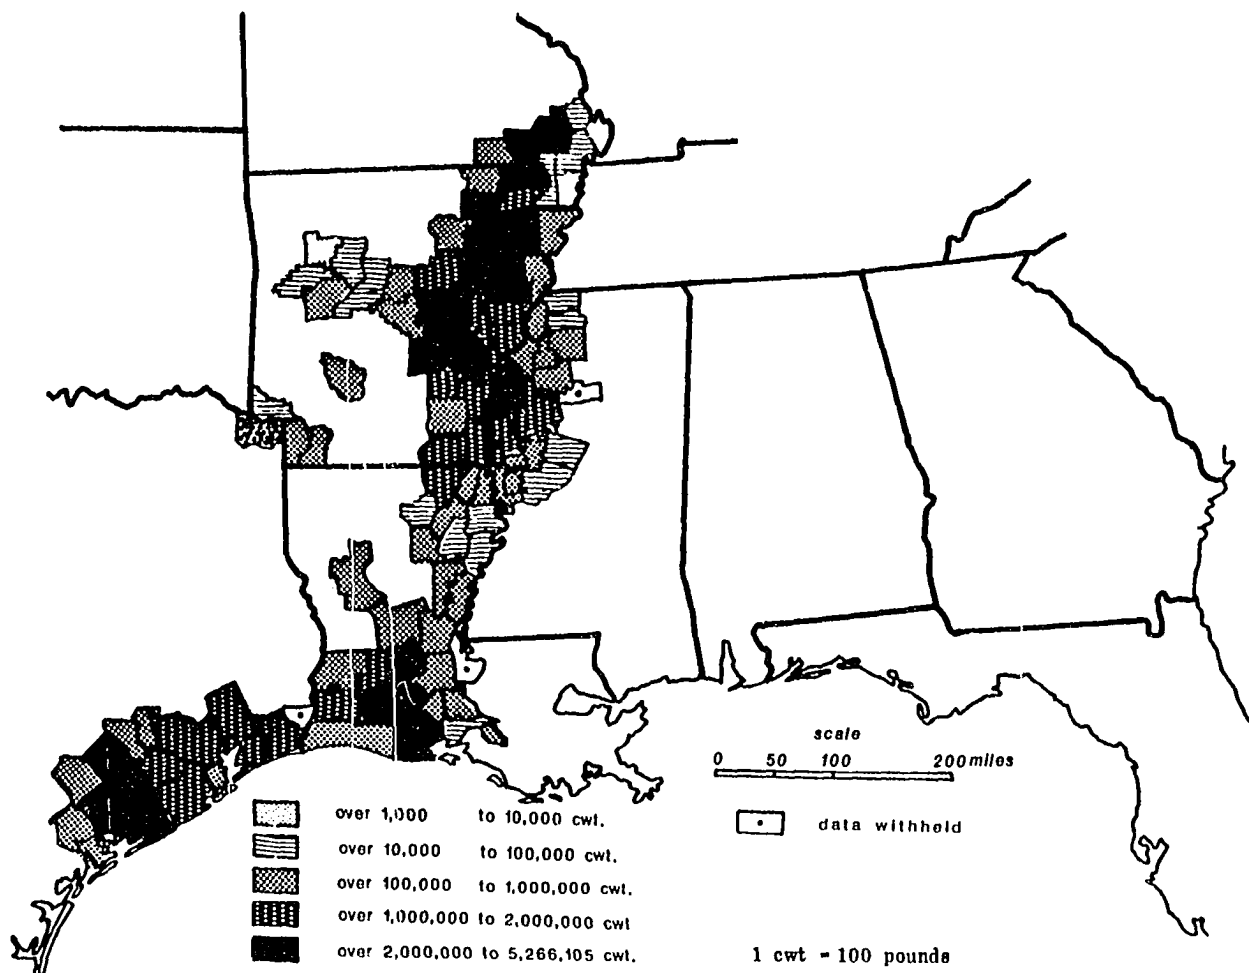 scale
0 50 100 200 miles
over 1,000 to 10,000 cwt.
over 10,000 to 100,000 cwt.
over 100,000 to 1,000,000 cwt.
over 1,000,000 to 2,000,000 cwt
over 2,000,000 to 5,266,105 cwt.
data withheld
1 cwt = 100 pounds